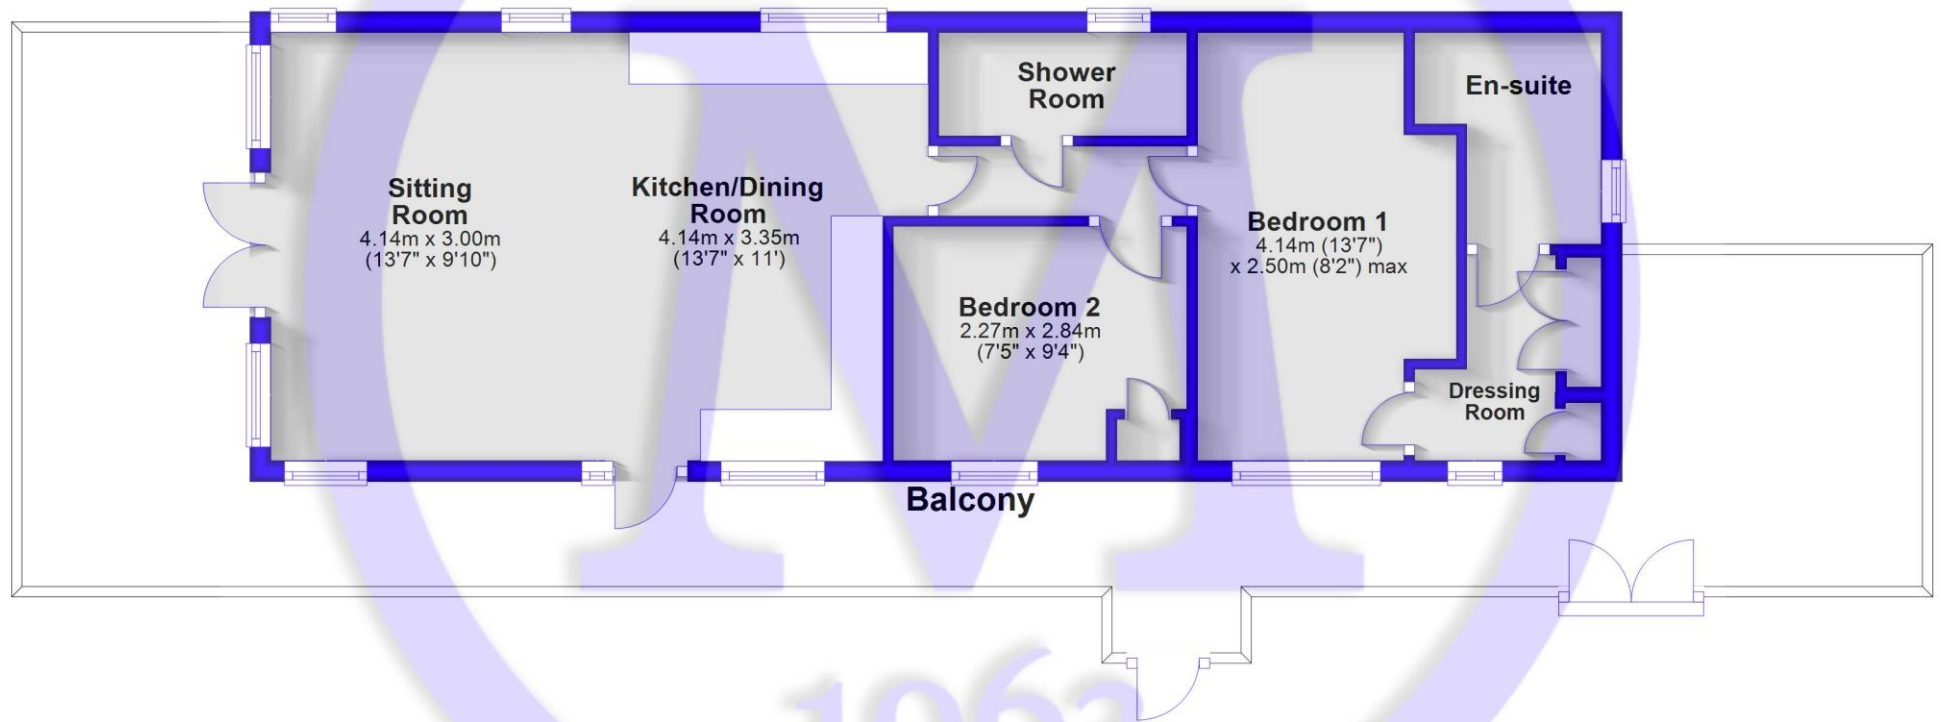 Shower
Room
En-suite
Sitting
Room
4.14m x 3.00m
(13'7" x 9'10")
Kitchen/Dining
Room
4.14m x 3.35m
(13'7" x 11')
Bedroom 1
4.14m (13'7")
x 2.50m (8'2") max
Bedroom 2
2.27m x 2.84m
(7'5" x 9'4")
Dressing
Room
Balcony
M
1963